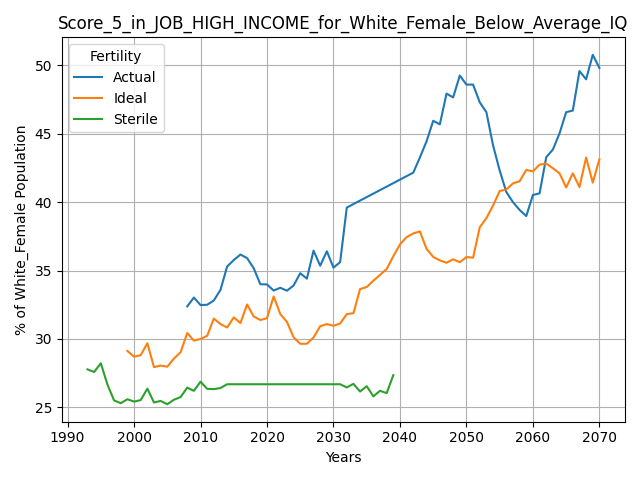 Score_5_in_JOB_HIGH_INCOME_for_White_Female_Below_Average_IQ
Fertility
Actual
Ideal
Sterile
% of White_Female Population
50
45
40
35
30
25
1990 2000 2010 2020 2030 2040 2050 2060 2070
Years